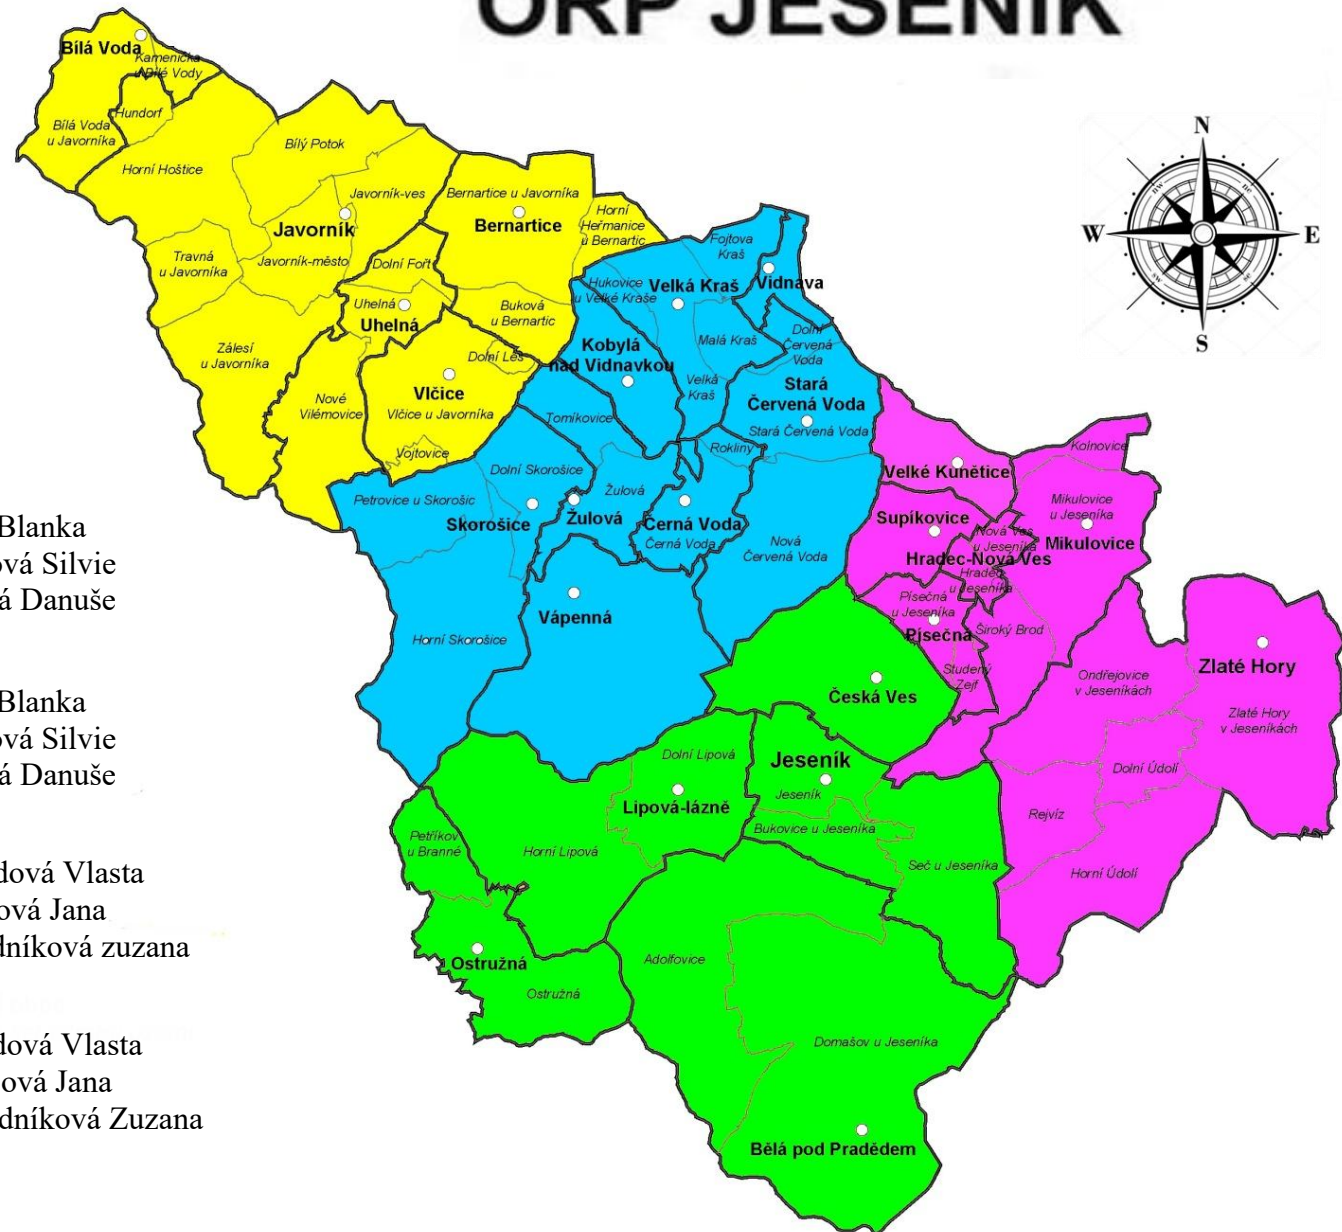 ORP JESENÍK
Bílá Voda
Kamenička
u Bílé Vody
Hundorf
Bílá Voda
u Javorníka
Horní Hoštice
Bílý Potok
Javorník-ves
Javorník
Travná
u Javorníka
Javorník-město
Zálesí
u Javorníka
Bernartice u Javorníka
Bernartice
Horní
Heřmanice
u Bernartic
Dolní Fořt
Uhelná
Uhelná
Buková
u Bernartic
Dolní Les
Vlčice
Vlčice u Javorníka
Nové
Vilémovice
Vojtovice
N
W
E
S
nw
ne
sw
se
Fojtova
Kraš
Vidnava
Hukovice
u Velké Kraše
Velká Kraš
Malá Kraš
Dolní
Červená
Voda
Kobylá
nad Vidnavkou
Velká
Kraš
Stará
Červená Voda
Stará Červená Voda
Tomíkovice
Rokliny
Petrovice u Skorošic
Dolní Skorošice
Skorošice
Žulová
Žulová
Černá Voda
Černá Voda
Nová
Červená Voda
Vápenná
Horní Skorošice
Kolnovice
Velké Kunětice
Mikulovice
u Jeseníka
Mikulovice
Supíkovice
Nová Ves
u Jeseníka
Hradec-Nová Ves
Hradec
u Jeseníka
Písečná
u Jeseníka
Písečná
Široký Brod
Studený
Zejf
Ondřejovice
v Jeseníkách
Zlaté Hory
Zlaté Hory
v Jeseníkách
Dolní Údolí
Rejvíz
Horní Údolí
Česká Ves
Dolní Lipová
Jeseník
Jeseník
Lipová-lázně
Bukovice u Jeseníka
Petříkov
u Branné
Horní Lipová
Seč u Jeseníka
Ostružná
Ostružná
Adolfovice
Domašov u Jeseníka
Bělá pod Pradědem
Blanka
ová Silvie
á Danuše
Blanka
ová Silvie
á Danuše
dová Vlasta
ová Jana
dníková zuzana
dová Vlasta
ová Jana
dníková Zuzana